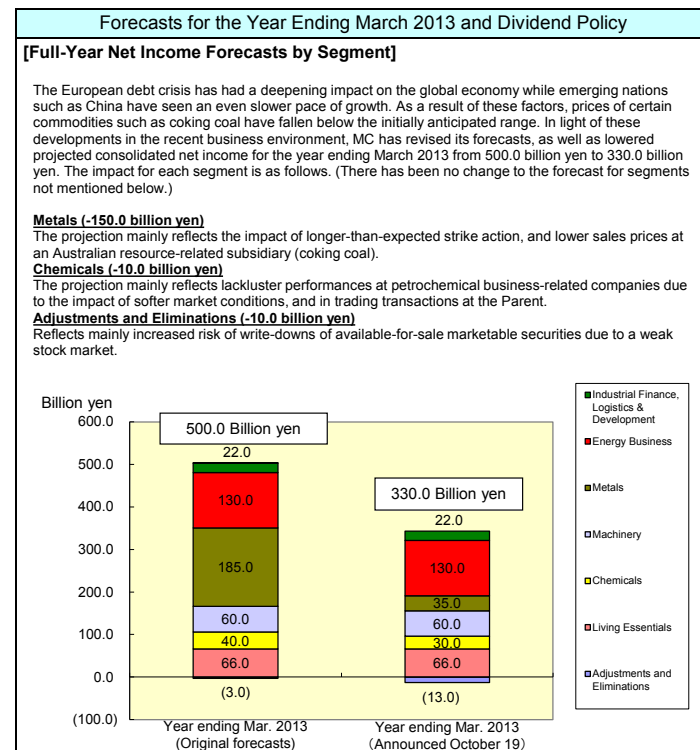 Forecasts for the Year Ending March 2013 and Dividend Policy
[Full-Year Net Income Forecasts by Segment]
The European debt crisis has had a deepening impact on the global economy while emerging nations
such as China have seen an even slower pace of growth. As a result of these factors, prices of certain
commodities such as coking coal have fallen below the initially anticipated range. In light of these
developments in the recent business environment, MC has revised its forecasts, as well as lowered
projected consolidated net income for the year ending March 2013 from 500.0 billion yen to 330.0 billion
yen. The impact for each segment is as follows. (There has been no change to the forecast for segments
not mentioned below.)
Metals (-150.0 billion yen)
The projection mainly reflects the impact of longer-than-expected strike action, and lower sales prices at
an Australian resource-related subsidiary (coking coal).
Chemicals (-10.0 billion yen)
The projection mainly reflects lackluster performances at petrochemical business-related companies due
to the impact of softer market conditions, and in trading transactions at the Parent.
Adjustments and Eliminations (-10.0 billion yen)
Reflects mainly increased risk of write-downs of available-for-sale marketable securities due to a weak
stock market.
Billion yen
600.0
500.0
400.0
300.0
200.0
100.0
0.0
(100.0)
500.0 Billion yen
22.0
130.0
185.0
60.0
40.0
66.0
(3.0)
Year ending Mar. 2013
(Original forecasts)
330.0 Billion yen
22.0
130.0
35.0
60.0
30.0
66.0
(13.0)
Year ending Mar. 2013
(Announced October 19)
Industrial Finance,
Logistics &
Development
Energy Business
Metals
Machinery
Chemicals
Living Essentials
Adjustments and
Eliminations